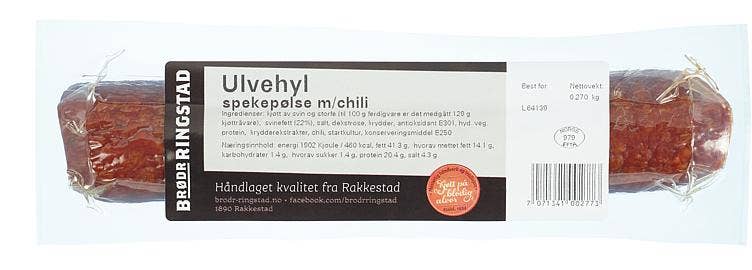 BRØDR RINGSTAD
Ulvehyl
spekepølse m/chili
Ingredienser: kjøtt av svin og storfe (til 100 g ferdigvare er det medgått 129 g
kjøttråvare), svinefett (22%), salt, dekstrose, krydder, antioksidant E301, hyd. veg.
protein, krydderekstrakter, chili, startkultur, konserveringsmiddel E250
Næringsinnhold: energi 1902 Kjoule / 460 kcal, fett 41.3 g, hvorav mettet fett 14.1 g,
karbohydrater 1.4 g, hvorav sukker 1.4 g, protein 20.4 g, salt 4.3 g
Håndlaget kvalitet fra Rakkestad
brodr-ringstad.no • facebook.com/brodrringstad
1890 Rakkestad
Kjøtt på
blodig
alvor
Best før
Nettovekt
0.270 kg
L64139
NORGE
979
EFTA
7 071341 002773